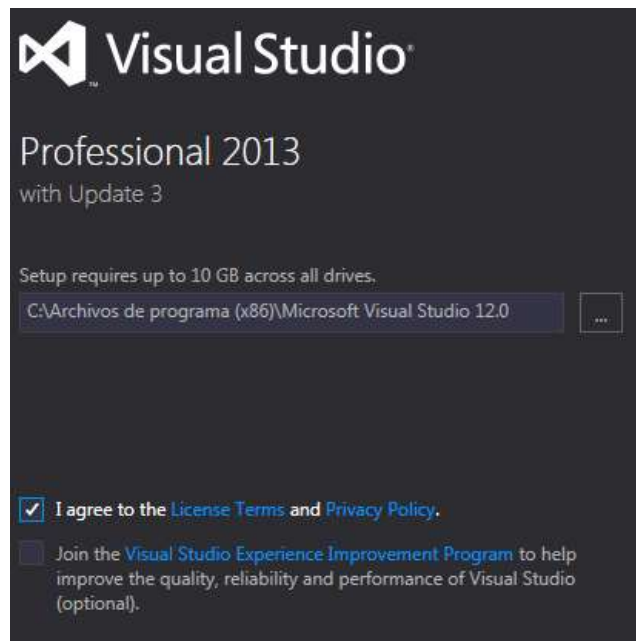 Visual Studio®
™
Professional 2013
with Update 3
Setup requires up to 10 GB across all drives.
C:\Archivos de programa (x86)\Microsoft Visual Studio 12.0
...
I agree to the License Terms and Privacy Policy.
Join the Visual Studio Experience Improvement Program to help
improve the quality, reliability and performance of Visual Studio
(optional).